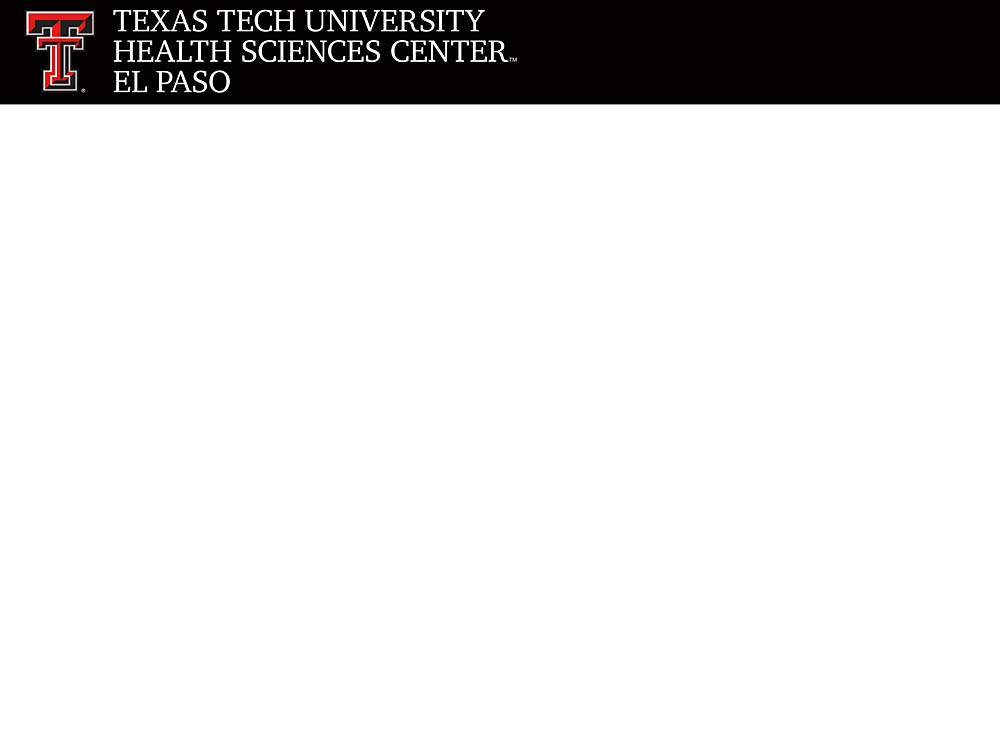 TEXAS TECH UNIVERSITY
HEALTH SCIENCES CENTER™
EL PASO